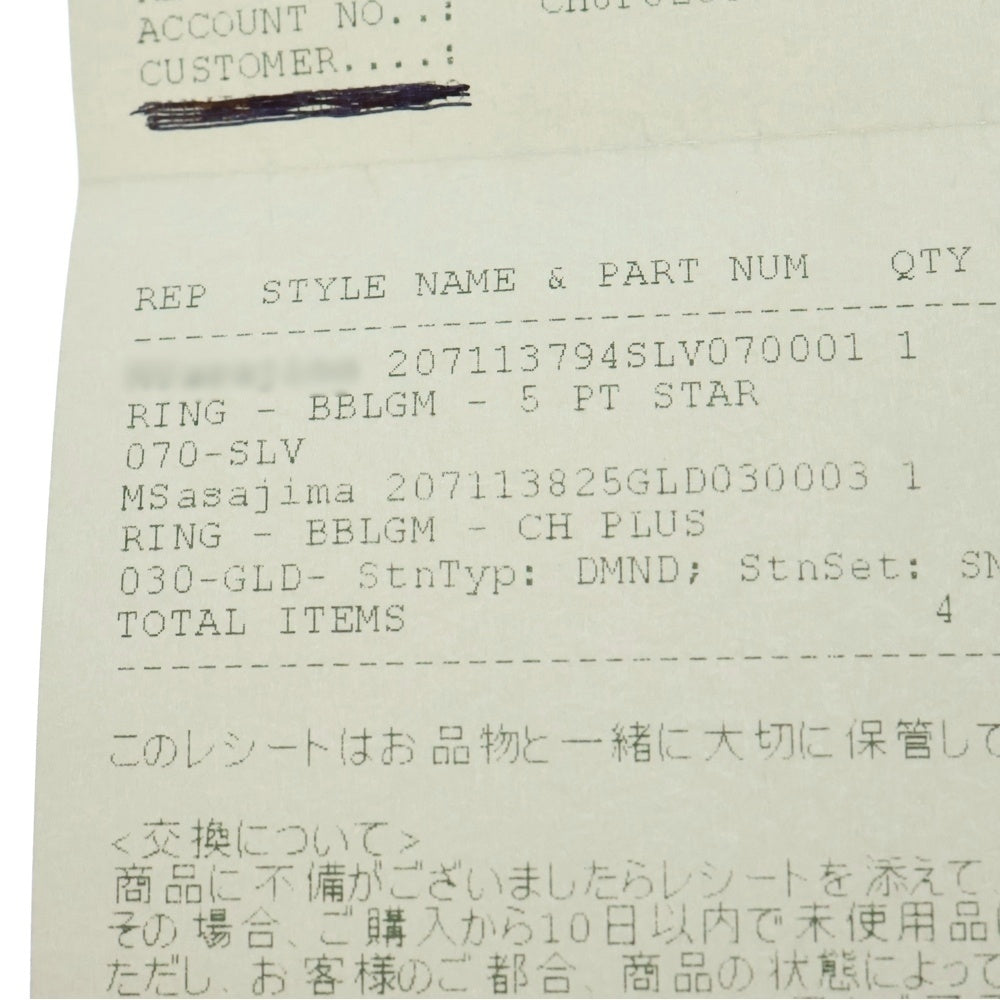 ACCOUNT NO..:
CUSTOMER....:
REP STYLE NAME & PART NUM QTY
207113794SLV070001 1
RING - BBLGM - 5 PT STAR
070-SLV
MSasajima 207113825GLD030003 1
RING - BBLGM - CH PLUS
030-GLD- StnTyp: DMND; StnSet: SN
TOTAL ITEMS 4
このレシートはお品物と一緒に大切に保管して
<交換について>
商品に不備がございましたらレシートを添えて、
その場合、ご購入から10日以内で未使用品に
ただし、お客様のご都合、商品の状態によって